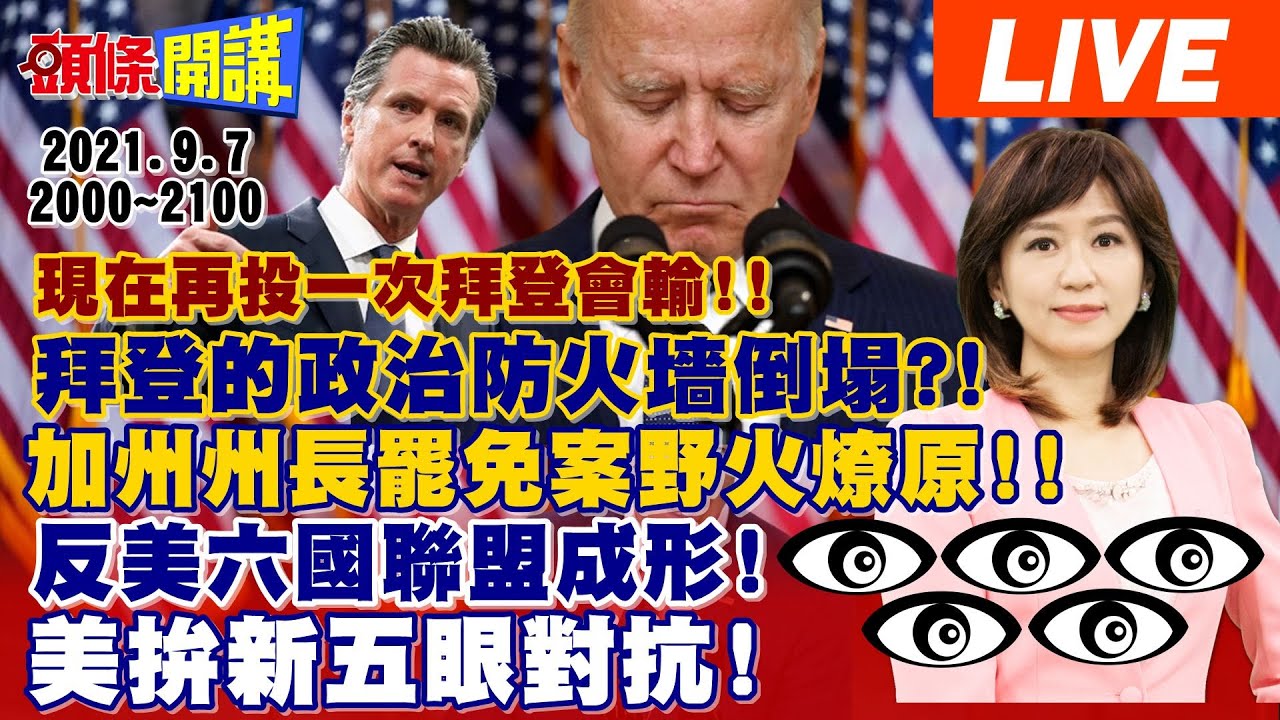 頭條開講
LIVE
2021.9.7
2000~2100
現在再投一次拜登會輸!!
拜登的政治防火墻倒塌?!
加州州長罷免案野火燎原!!
反美六國聯盟成形!
美拚新五眼對抗!